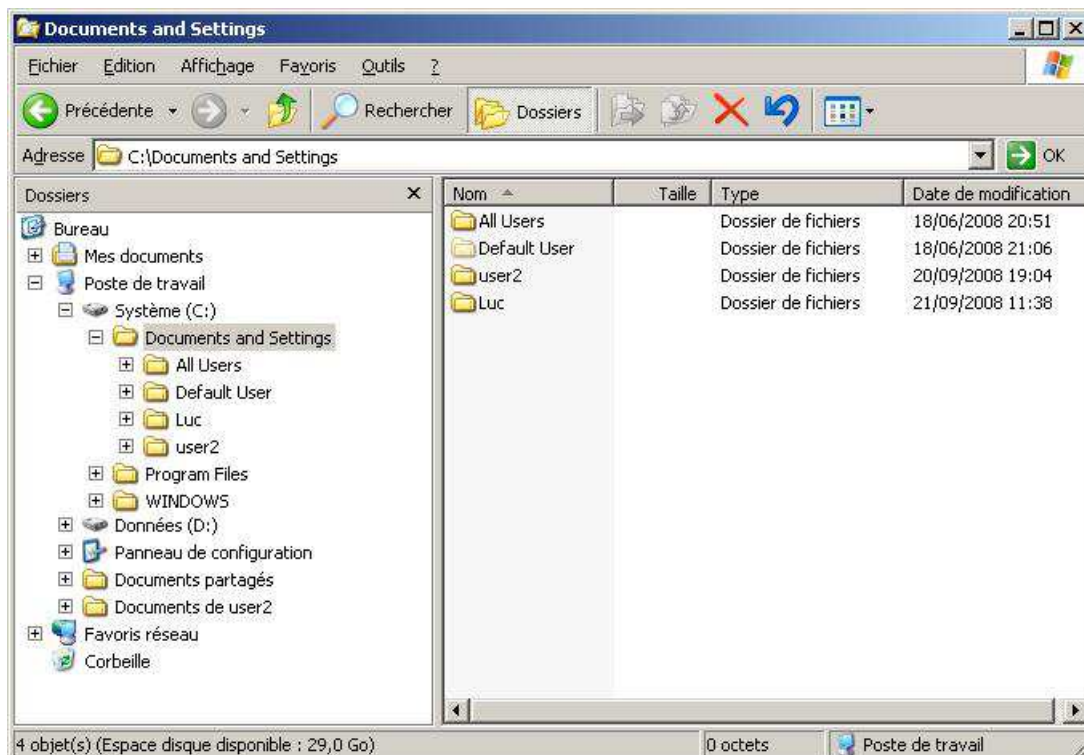 Documents and Settings
Fichier Edition Affichage Favoris Outils ?
Précédente Rechercher Dossiers
Adresse C:\Documents and Settings OK
Dossiers
Bureau
Mes documents
Poste de travail
Système (C:)
Documents and Settings
All Users
Default User
Luc
user2
Program Files
WINDOWS
Données (D:)
Panneau de configuration
Documents partagés
Documents de user2
Favoris réseau
Corbeille
Nom Taille Type Date de modification
All Users Dossier de fichiers 18/06/2008 20:51
Default User Dossier de fichiers 18/06/2008 21:06
user2 Dossier de fichiers 20/09/2008 19:04
Luc Dossier de fichiers 21/09/2008 11:38
4 objet(s) (Espace disque disponible : 29,0 Go) 0 octets Poste de travail